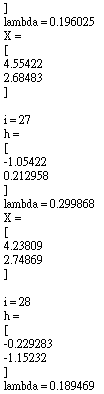 ]
lambda = 0.196025
X =
[
4.55422
2.68483
]
i = 27
h =
[
-1.05422
0.212958
]
lambda = 0.299868
X =
[
4.23809
2.74869
]
i = 28
h =
[
-0.229283
-1.15232
]
lambda = 0.189469